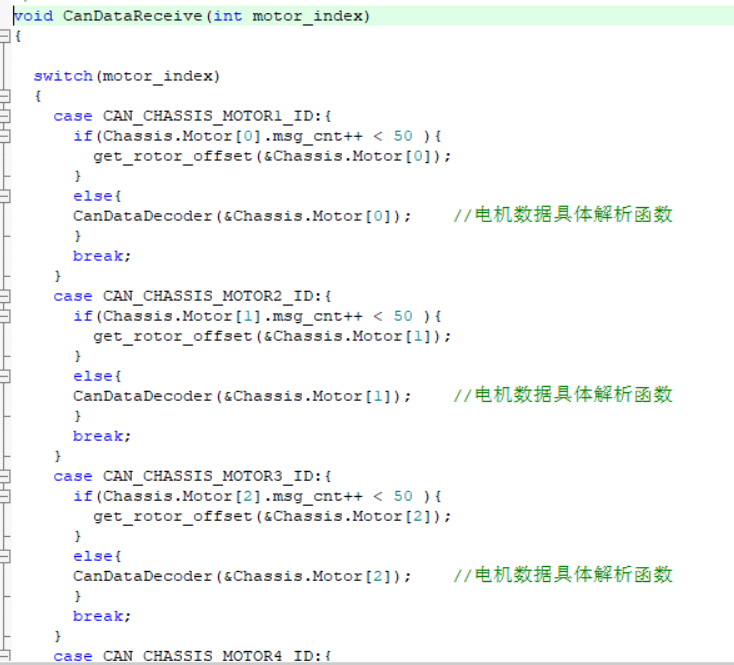 void CanDataReceive(int motor_index)
{
switch(motor_index)
{
case CAN_CHASSIS_MOTOR1_ID:{
if(Chassis.Motor[0].msg_cnt++ < 50 ){
get_rotor_offset(&Chassis.Motor[0]);
}
else{
CanDataDecoder(&Chassis.Motor[0]); //电机数据具体解析函数
}
break;
}
case CAN_CHASSIS_MOTOR2_ID:{
if(Chassis.Motor[1].msg_cnt++ < 50 ){
get_rotor_offset(&Chassis.Motor[1]);
}
else{
CanDataDecoder(&Chassis.Motor[1]); //电机数据具体解析函数
}
break;
}
case CAN_CHASSIS_MOTOR3_ID:{
if(Chassis.Motor[2].msg_cnt++ < 50 ){
get_rotor_offset(&Chassis.Motor[2]);
}
else{
CanDataDecoder(&Chassis.Motor[2]); //电机数据具体解析函数
}
break;
}
case CAN_CHASSIS_MOTOR4_ID:{